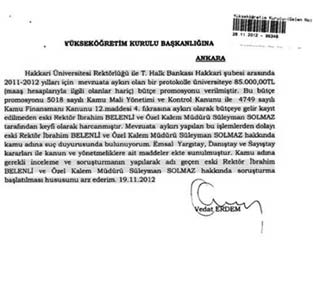 Yükseköğretim Kurulu(Gelen
YÜKSEKÖĞRETİM KURULU BAŞKANLIĞINA
ANKARA
Hakkari Üniversitesi Rektörlüğü ile T. Halk Bankası Hakkari şubesi arasında
2011-2012 yılları için mevzuata aykırı olan bir protokolle üniversiteye 85.000,00TL
(maaş hesaplarıyla ilgili olanlar hariç) bütçe promosyonu verilmiştir. Bu bütçe
promosyonu 5018 sayılı Kamu Mali Yönetimi ve Kontrol Kanunu ile 4749 sayılı
Kamu Finansmanı Kanunu 12.maddesi 4. fıkrasına aykırı olarak bütçeye gelir kayıt
edilmeden eski Rektör İbrahim BELENLİ ve Özel Kalem Müdürü Süleyman SOLMAZ
tarafından keyfi olarak harcanmıştır. Mevzuata aykırı yapılan bu işlemlerden dolayı
eski Rektör İbrahim BELENLİ ve Özel Kalem Müdürü Süleyman SOLMAZ hakkında
kamu adına suç duyurusunda bulunuyorum. Emsal Yargıtay, Danıştay ve Sayıştay
kararları ile kanun ve yönetmeliklere ait maddeler ekte sunulmuştur. Kamu adına
gerekli inceleme ve soruşturmanın yapılarak adı geçen eski Rektör İbrahim
BELENLİ ve Özel Kalem Müdürü Süleyman SOLMAZ hakkında soruşturma
başlatılması hususunu arz ederim. 19.11.2012
Vedat ERDEM